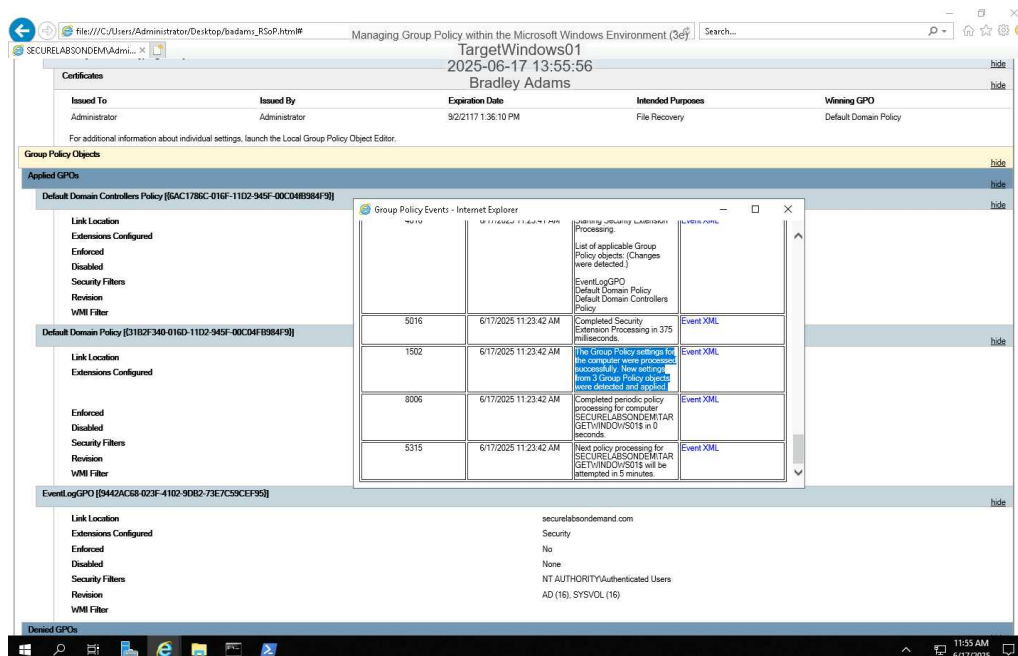 file:///C:/Users/Administrator/Desktop/badams_RSoP.html#
Managing Group Policy within the Microsoft Windows Environment (3e)
Search...
SECURELABSONDEM\Admi...
TargetWindows01
2025-06-17 13:55:56
Bradley Adams
hide
Certificates
hide
Issued To Issued By Expiration Date Intended Purposes Winning GPO
Administrator Administrator 9/2/2117 1:36:10 PM File Recovery Default Domain Policy
For additional information about individual settings, launch the Local Group Policy Object Editor.
Group Policy Objects
hide
Applied GPOs
hide
Default Domain Controllers Policy [{6AC1786C-016F-11D2-945F-00C04fB984F9}]
hide
Link Location
Extensions Configured
Enforced
Disabled
Security Filters
Revision
WMI Filter
Default Domain Policy [{31B2F340-016D-11D2-945F-00C04FB984F9}]
hide
Link Location
Extensions Configured
Enforced
Disabled
Security Filters
Revision
WMI Filter
Group Policy Events - Internet Explorer
Starting Security Extension
Processing.
List of applicable Group
Policy objects: (Changes
were detected.)
EventLogGPO
Default Domain Policy
Default Domain Controllers
Policy
Event XML
5016 6/17/2025 11:23:42 AM Completed Security Event XML
Extension Processing in 375
milliseconds.
1502 6/17/2025 11:23:42 AM The Group Policy settings for Event XML
the computer were processed
successfully. New settings
from 3 Group Policy objects
were detected and applied.
8006 6/17/2025 11:23:42 AM Completed periodic policy Event XML
processing for computer
SECURELABSONDEM\TAR
GETWINDOWS01$ in 0
seconds.
5315 6/17/2025 11:23:42 AM Next policy processing for Event XML
SECURELABSONDEM\TAR
GETWINDOWS01$ will be
attempted in 5 minutes.
EventLogGPO [{9442AC68-023F-4102-9DB2-73E7C59CEF95}]
hide
Link Location securelabsondemand.com
Extensions Configured Security
Enforced No
Disabled None
Security Filters NT AUTHORITY\Authenticated Users
Revision AD (16), SYSVOL (16)
WMI Filter
Denied GPOs
11:55 AM
6/17/2025